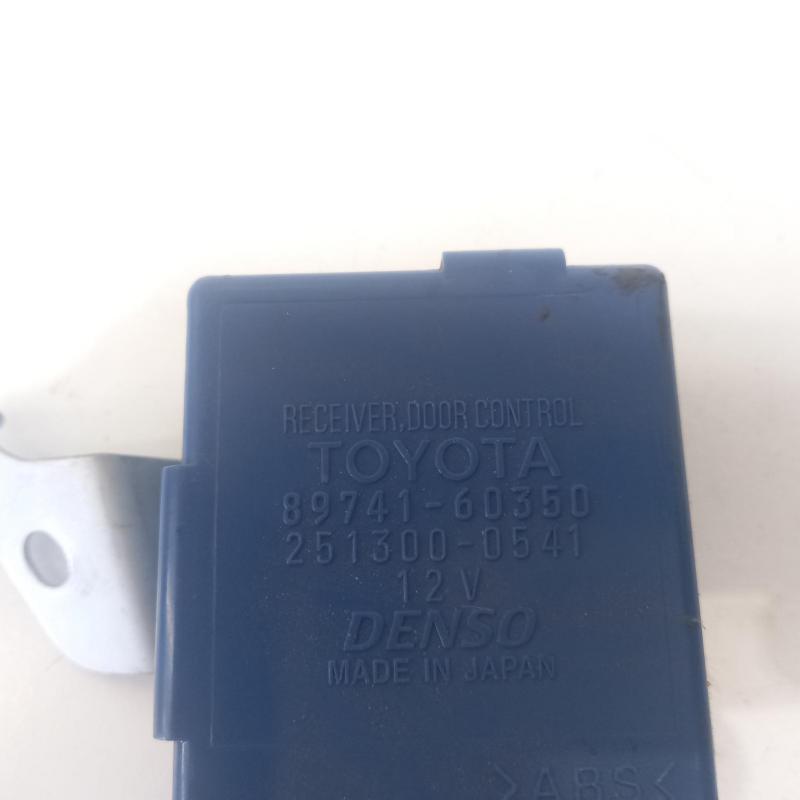 RECEIVER,DOOR CONTROL
TOYOTA
89741-60350
251300-0541
12V
DENSO
MADE IN JAPAN
>ABS<